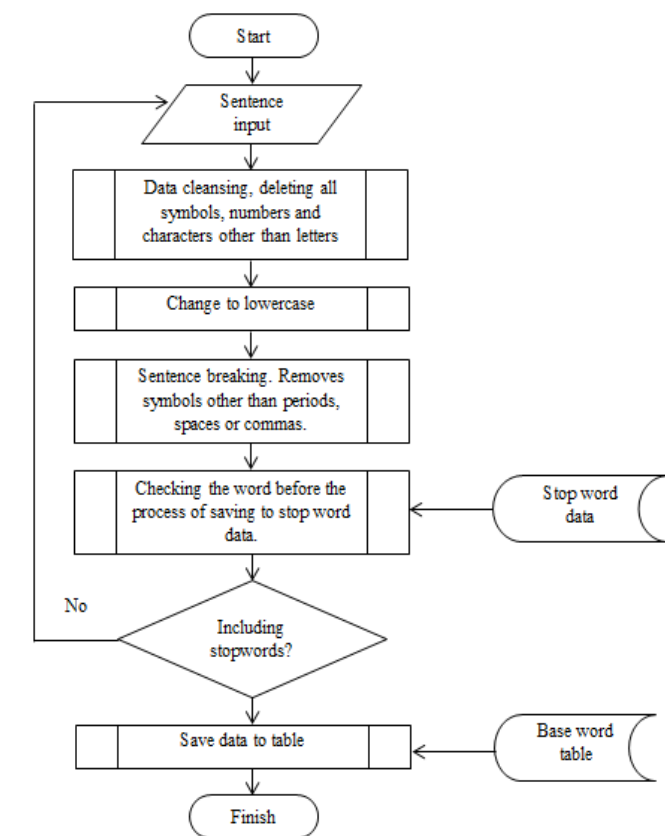 Start
Sentence
input
Data cleansing, deleting all
symbols, numbers and
characters other than letters
Change to lowercase
Sentence breaking. Removes
symbols other than periods,
spaces or commas.
Checking the word before the
process of saving to stop word
data.
Stop word
data
No
Including
stopwords?
Save data to table
Base word
table
Finish